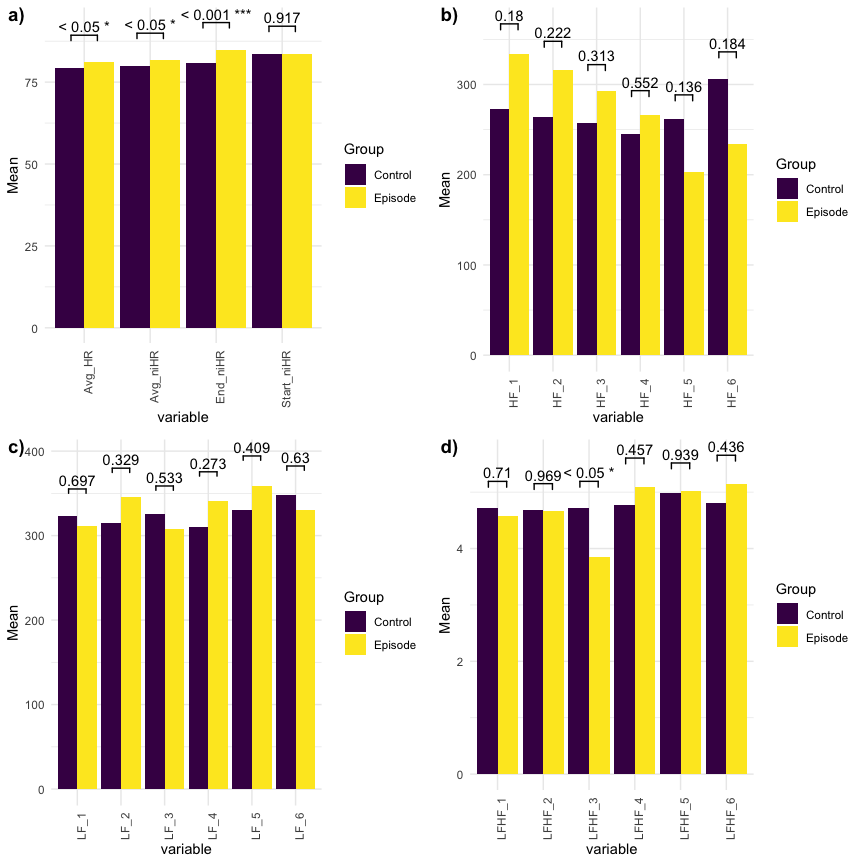 a)
< 0.05 *
< 0.05 *
< 0.001 ***
0.917
75
50
25
0
Mean
Avg_HR
Avg_niHR
End_niHR
Start_niHR
variable
Group
Control
Episode
b)
0.18
0.222
0.313
0.552
0.136
0.184
300
200
100
0
Mean
HF_1
HF_2
HF_3
HF_4
HF_5
HF_6
variable
Group
Control
Episode
c)
0.697
0.329
0.533
0.273
0.409
0.63
400
300
200
100
0
Mean
LF_1
LF_2
LF_3
LF_4
LF_5
LF_6
variable
Group
Control
Episode
d)
0.71
0.969
< 0.05 *
0.457
0.939
0.436
4
2
0
Mean
LFHF_1
LFHF_2
LFHF_3
LFHF_4
LFHF_5
LFHF_6
variable
Group
Control
Episode